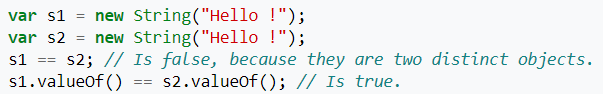 var s1 = new String("Hello !");
var s2 = new String("Hello !");
s1 == s2; // Is false, because they are two distinct objects.
s1.valueOf() == s2.valueOf(); // Is true.